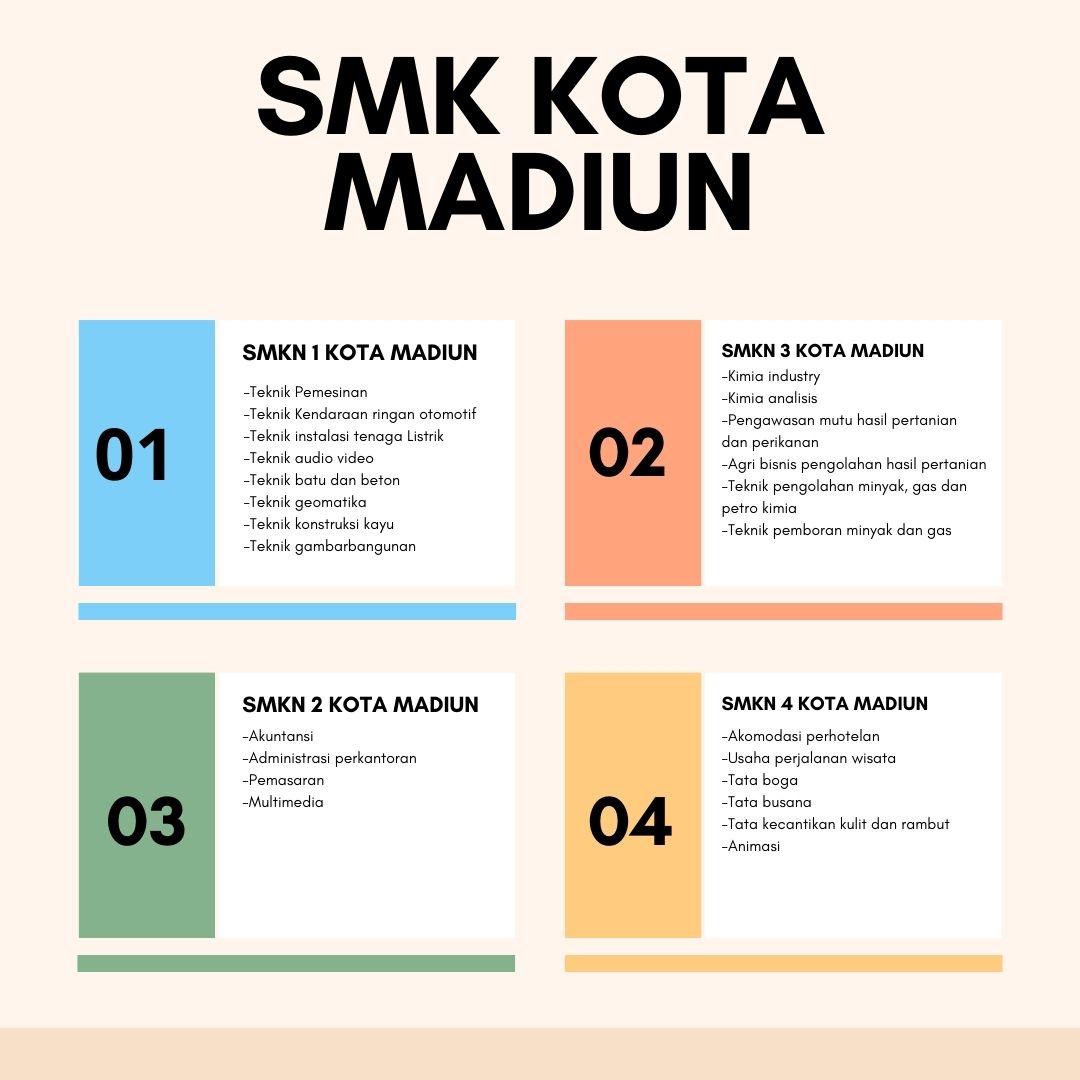 SMK KOTA
MADIUN
01
SMKN 1 KOTA MADIUN
-Teknik Pemesinan
-Teknik Kendaraan ringan otomotif
-Teknik instalasi tenaga Listrik
-Teknik audio video
-Teknik batu dan beton
-Teknik geomatika
-Teknik konstruksi kayu
-Teknik gambarbangunan
02
SMKN 3 KOTA MADIUN
-Kimia industry
-Kimia analisis
-Pengawasan mutu hasil pertanian
dan perikanan
-Agri bisnis pengolahan hasil pertanian
-Teknik pengolahan minyak, gas dan
petro kimia
-Teknik pemboran minyak dan gas
03
SMKN 2 KOTA MADIUN
-Akuntansi
-Administrasi perkantoran
-Pemasaran
-Multimedia
04
SMKN 4 KOTA MADIUN
-Akomodasi perhotelan
-Usaha perjalanan wisata
-Tata boga
-Tata busana
-Tata kecantikan kulit dan rambut
-Animasi